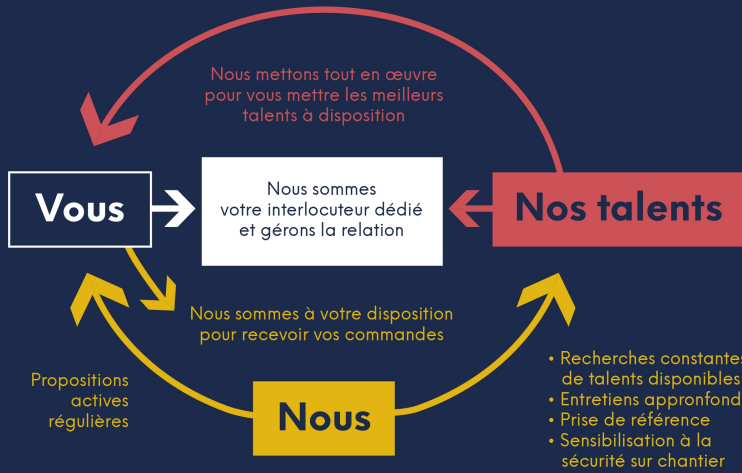 Nous mettons tout en œuvre
pour vous mettre les meilleurs
talents à disposition
Vous
Nous sommes
votre interlocuteur dédié
et gérons la relation
Nos talents
Nous sommes à votre disposition
pour recevoir vos commandes
Propositions
actives
régulières
Nous
• Recherches constantes
de talents disponibles
• Entretiens approfond
• Prise de référence
• Sensibilisation à la
sécurité sur chantier